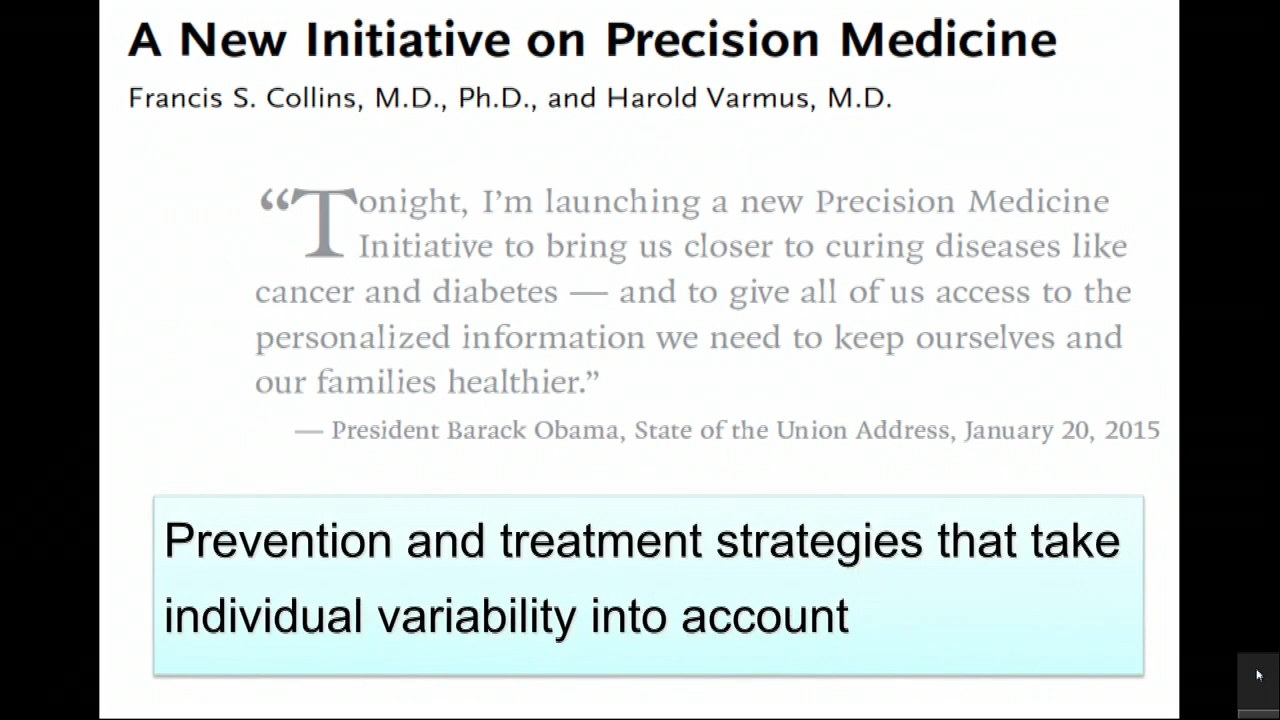 A New Initiative on Precision Medicine
Francis S. Collins, M.D., Ph.D., and Harold Varmus, M.D.
“Tonight, I’m launching a new Precision Medicine
Initiative to bring us closer to curing diseases like
cancer and diabetes — and to give all of us access to the
personalized information we need to keep ourselves and
our families healthier.”
— President Barack Obama, State of the Union Address, January 20, 2015
Prevention and treatment strategies that take
individual variability into account